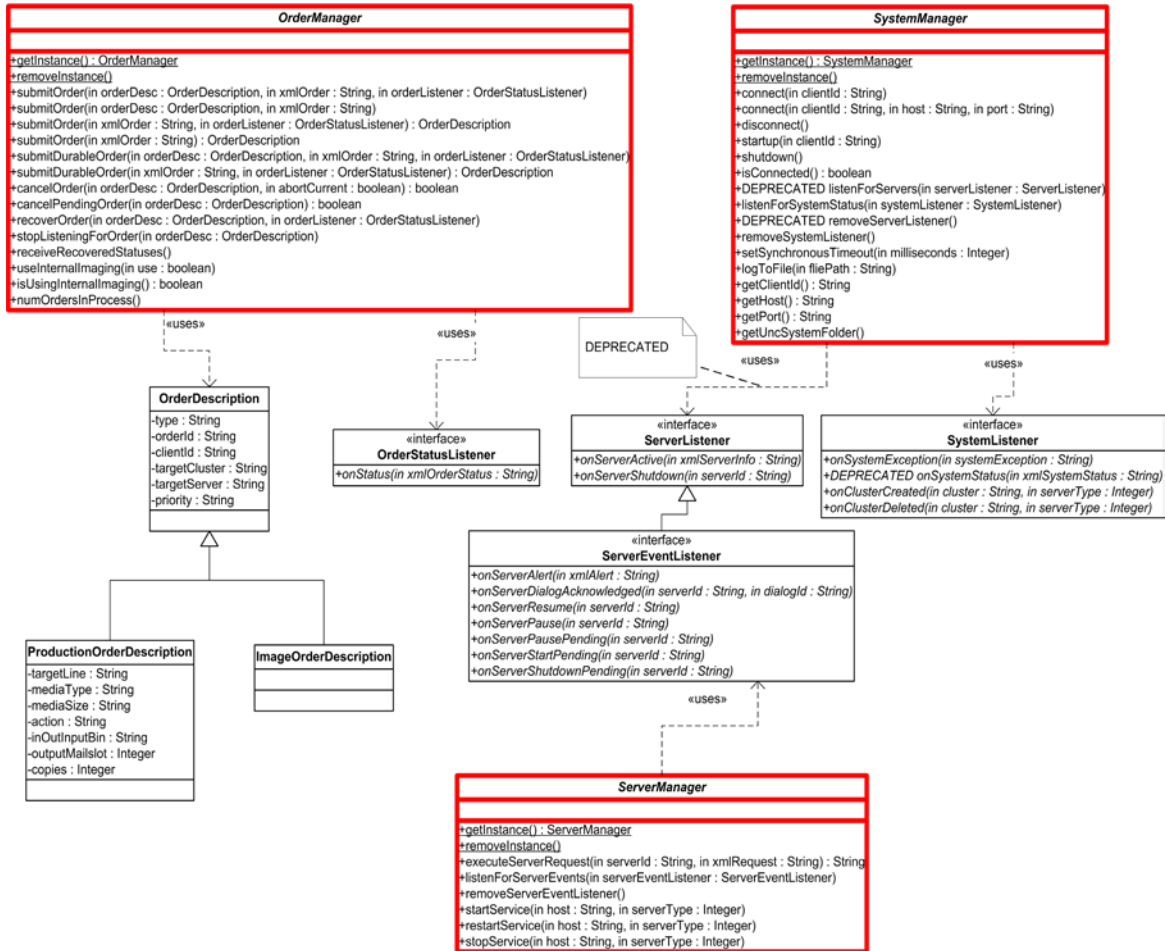 OrderManager
+getInstance() : OrderManager
+removeInstance()
+submitOrder(in orderDesc : OrderDescription, in xmlOrder : String, in orderListener : OrderStatusListener)
+submitOrder(in orderDesc : OrderDescription, in xmlOrder : String)
+submitOrder(in xmlOrder : String, in orderListener : OrderStatusListener) : OrderDescription
+submitOrder(in xmlOrder : String) : OrderDescription
+submitDurableOrder(in orderDesc : OrderDescription, in xmlOrder : String, in orderListener : OrderStatusListener)
+submitDurableOrder(in xmlOrder : String, in orderListener : OrderStatusListener) : OrderDescription
+cancelOrder(in orderDesc : OrderDescription, in abortCurrent : boolean) : boolean
+cancelPendingOrder(in orderDesc : OrderDescription) : boolean
+recoverOrder(in orderDesc : OrderDescription, in orderListener : OrderStatusListener)
+stopListeningForOrder(in orderDesc : OrderDescription)
+receiveRecoveredStatuses()
+useInternalImaging(in use : boolean)
+isUsingInternalImaging() : boolean
+numOrdersInProcess()
SystemManager
+getInstance() : SystemManager
+removeInstance()
+connect(in clientId : String)
+connect(in clientId : String, in host : String, in port : String)
+disconnect()
+startup(in clientId : String)
+shutdown()
+isConnected() : boolean
+DEPRECATED listenForServers(in serverListener : ServerListener)
+listenForSystemStatus(in systemListener : SystemListener)
+DEPRECATED removeServerListener()
+removeSystemListener()
+setSynchronousTimeout(in milliseconds : Integer)
+logToFile(in fliePath : String)
+getClientId() : String
+getHost() : String
+getPort() : String
+getUncSystemFolder()
«uses»
«uses»
DEPRECATED
«uses»
«uses»
OrderDescription
-type : String
-orderId : String
-clientId : String
-targetCluster : String
-targetServer : String
-priority : String
«interface»
OrderStatusListener
+onStatus(in xmlOrderStatus : String)
«interface»
ServerListener
+onServerActive(in xmlServerInfo : String)
+onServerShutdown(in serverId : String)
«interface»
SystemListener
+onSystemException(in systemException : String)
+DEPRECATED onSystemStatus(in xmlSystemStatus : String)
+onClusterCreated(in cluster : String, in serverType : Integer)
+onClusterDeleted(in cluster : String, in serverType : Integer)
«interface»
ServerEventListener
+onServerAlert(in xmlAlert : String)
+onServerDialogAcknowledged(in serverId : String, in dialogId : String)
+onServerResume(in serverId : String)
+onServerPause(in serverId : String)
+onServerPausePending(in serverId : String)
+onServerStartPending(in serverId : String)
+onServerShutdownPending(in serverId : String)
ProductionOrderDescription
-targetLine : String
-mediaType : String
-mediaSize : String
-action : String
-inOutInputBin : String
-outputMailslot : Integer
-copies : Integer
ImageOrderDescription
«uses»
ServerManager
+getInstance() : ServerManager
+removeInstance()
+executeServerRequest(in serverId : String, in xmlRequest : String) : String
+listenForServerEvents(in serverEventListener : ServerEventListener)
+removeServerEventListener()
+startService(in host : String, in serverType : Integer)
+restartService(in host : String, in serverType : Integer)
+stopService(in host : String, in serverType : Integer)